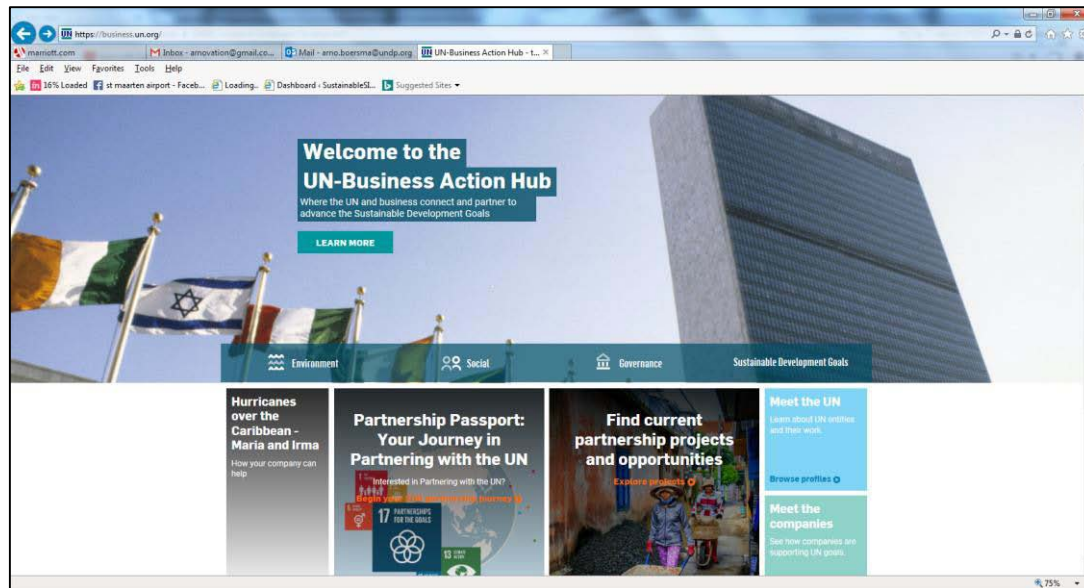 https://business.un.org/
marriott.com
Inbox - arnovation@gmail.co...
Mail - arno.boersma@undp.org
UN-Business Action Hub - t...
File Edit View Favorites Tools Help
16% Loaded
st maarten airport - Faceb...
Loading..
Dashboard ‹ SustainableSI...
Suggested Sites
Welcome to the
UN-Business Action Hub
Where the UN and business connect and partner to
advance the Sustainable Development Goals
LEARN MORE
Environment
Social
Governance
Sustainable Development Goals
Hurricanes
over the
Caribbean -
Maria and Irma
How your company can
help
Partnership Passport:
Your Journey in
Partnering with the UN
Interested in Partnering with the UN?
17 PARTNERSHIPS
FOR THE GOALS
13
Find current
partnership projects
and opportunities
Explore projects
Meet the UN
Learn about UN entities
and their work.
Browse profiles
Meet the
companies
See how companies are
supporting UN goals.
75%